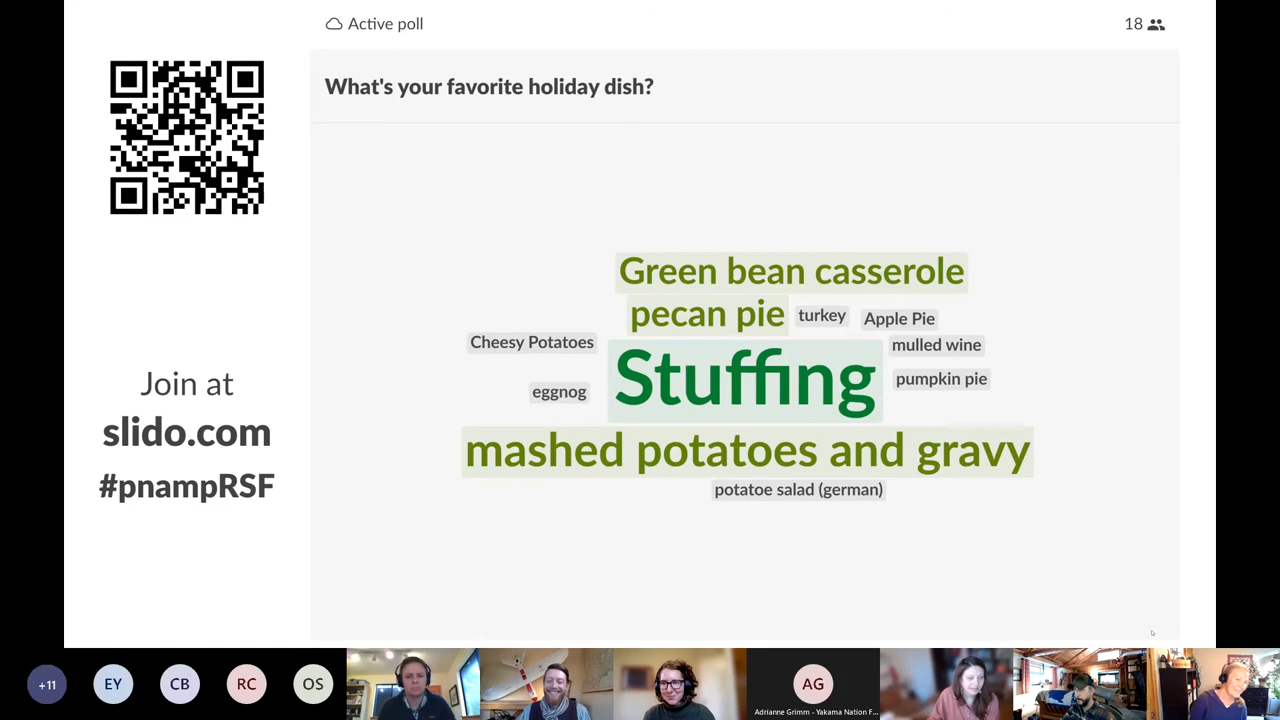 Active poll
18
What's your favorite holiday dish?
Green bean casserole
pecan pie
turkey
Apple Pie
Cheesy Potatoes
mulled wine
Stuffing
eggnog
pumpkin pie
mashed potatoes and gravy
potatoe salad (german)
Join at
slido.com
#pnampRSF
+11
EY
CB
RC
OS
AG
Adrianne Grimm - Yakama Nation F...